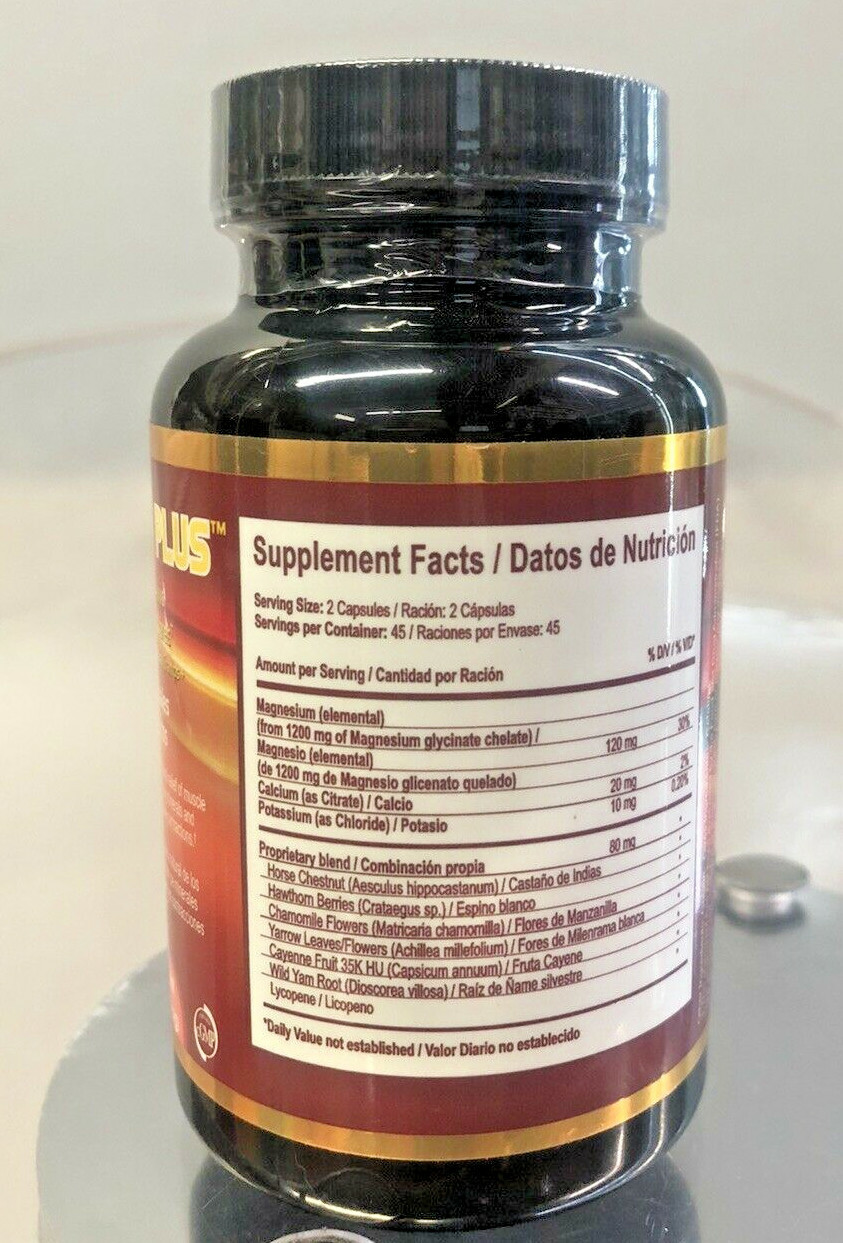 PLUS™
Supplement Facts / Datos de Nutrición
Serving Size: 2 Capsules / Ración: 2 Cápsulas
Servings per Container: 45 / Raciones por Envase: 45
% D/V / % V/D*
Amount per Serving / Cantidad por Ración
Magnesium (elemental)
(from 1200 mg of Magnesium glycinate chelate) / 120 mg 30%
Magnesio (elemental)
(de 1200 mg de Magnesio glicenato quelado)
Calcium (as Citrate) / Calcio 20 mg 2%
Potassium (as Chloride) / Potasio 10 mg 0.20%
Proprietary blend / Combinación propia 80 mg *
Horse Chestnut (Aesculus hippocastanum) / Castaño de Indias *
Hawthorn Berries (Crataegus sp.) / Espino blanco *
Chamomile Flowers (Matricaria chamomilla) / Flores de Manzanilla *
Yarrow Leaves/Flowers (Achillea millefolium) / Fores de Milenrama blanca *
Cayenne Fruit 35K HU (Capsicum annuum) / Fruta Cayene *
Wild Yam Root (Dioscorea villosa) / Raíz de Ñame silvestre *
Lycopene / Licopeno *
*Daily Value not established / Valor Diario no establecido
of muscle
and
GMP